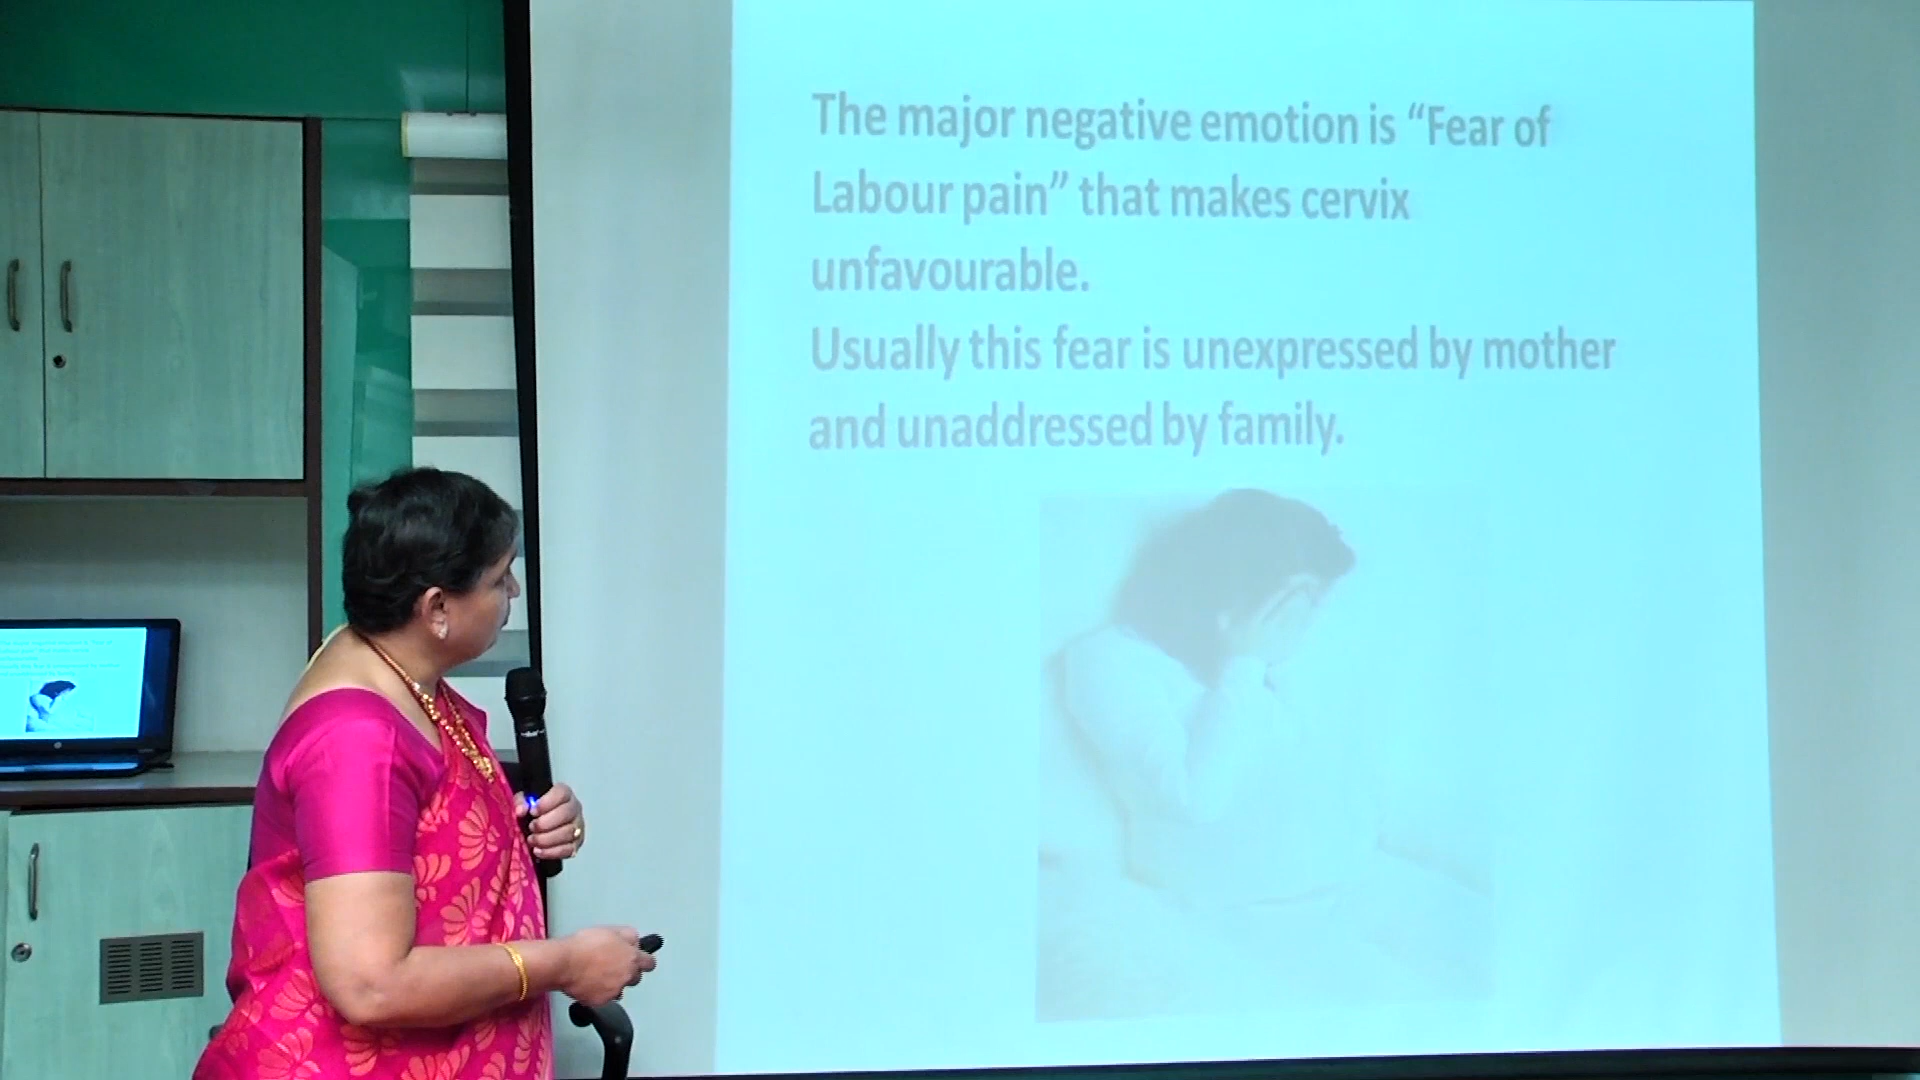 The major negative emotion is “Fear of
Labour pain” that makes cervix
unfavourable.
Usually this fear is unexpressed by mother
and unaddressed by family.